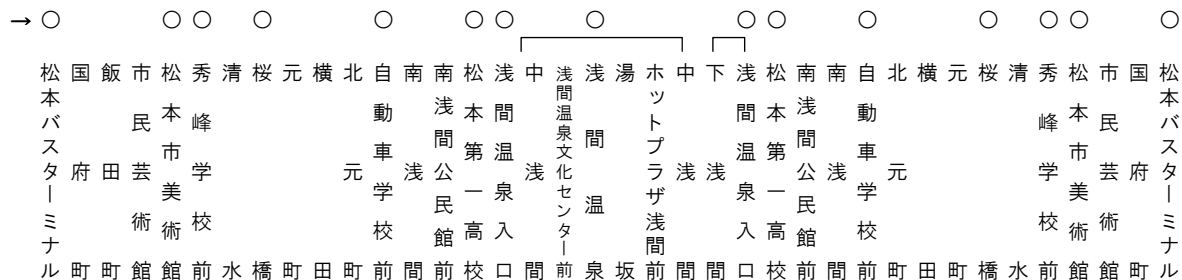 松本バスターミナル
国府町
飯田町
市民芸術館
松本市美術館
秀峰学校前
清水
桜橋
元町
横田
北元町
自動車学校前
南浅間
南浅間公民館
松本第一高校
浅間温泉入口
中浅間
浅間温泉文化センター前
浅間温泉
湯坂
ホットプラザ浅間前
中浅間
下浅間
浅間温泉入口
松本第一高校
南浅間公民館
南浅間
自動車学校前
北元町
横田
元町
桜橋
清水
秀峰学校前
松本市美術館
市民芸術館
国府町
松本バスターミナル